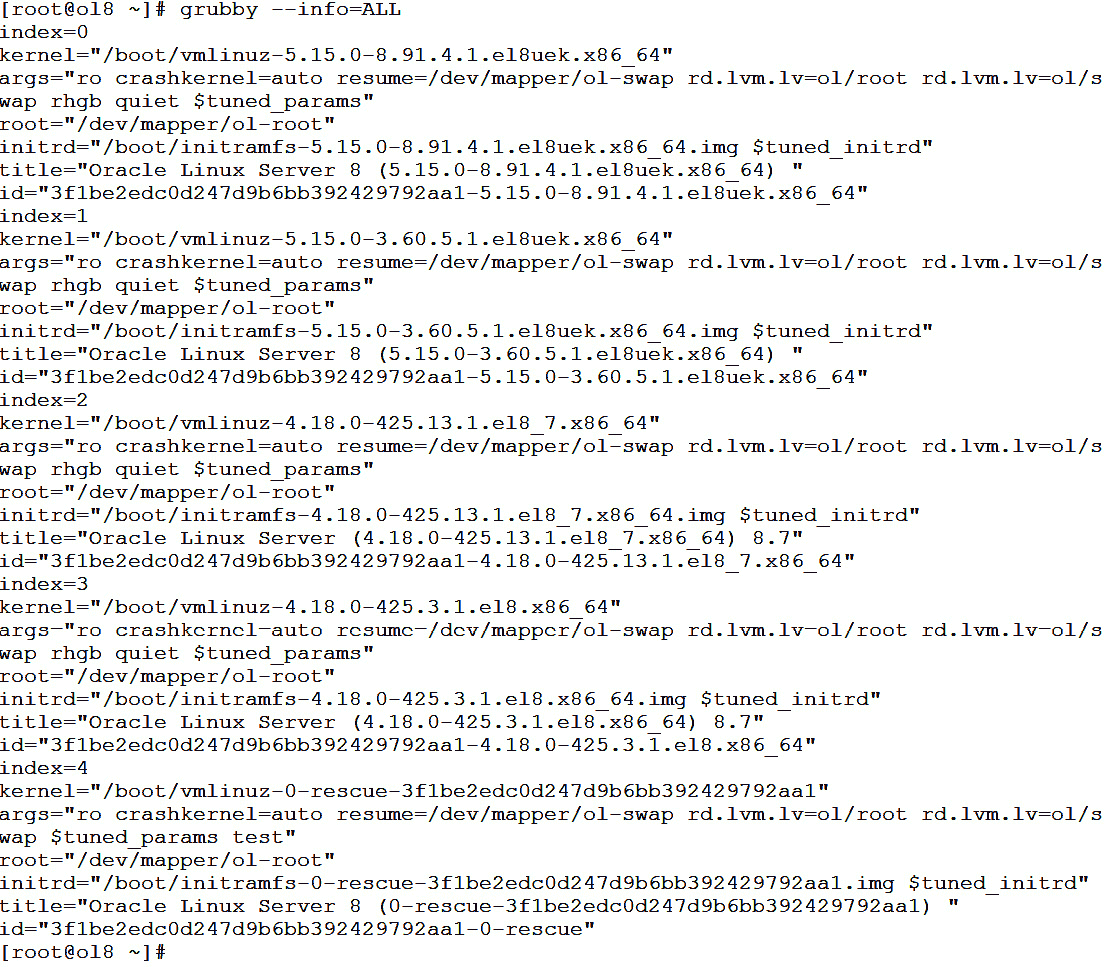 [root@ol8 ~]# grubby --info=ALL
index=0
kernel="/boot/vmlinuz-5.15.0-8.91.4.1.el8uek.x86_64"
args="ro crashkernel=auto resume=/dev/mapper/ol-swap rd.lvm.lv=ol/root rd.lvm.lv=ol/s
wap rhgb quiet $tuned_params"
root="/dev/mapper/ol-root"
initrd="/boot/initramfs-5.15.0-8.91.4.1.el8uek.x86_64.img $tuned_initrd"
title="Oracle Linux Server 8 (5.15.0-8.91.4.1.el8uek.x86_64) "
id="3f1be2edc0d247d9b6bb392429792aa1-5.15.0-8.91.4.1.el8uek.x86_64"
index=1
kernel="/boot/vmlinuz-5.15.0-3.60.5.1.el8uek.x86_64"
args="ro crashkernel=auto resume=/dev/mapper/ol-swap rd.lvm.lv=ol/root rd.lvm.lv=ol/s
wap rhgb quiet $tuned_params"
root="/dev/mapper/ol-root"
initrd="/boot/initramfs-5.15.0-3.60.5.1.el8uek.x86_64.img $tuned_initrd"
title="Oracle Linux Server 8 (5.15.0-3.60.5.1.el8uek.x86_64) "
id="3f1be2edc0d247d9b6bb392429792aa1-5.15.0-3.60.5.1.el8uek.x86_64"
index=2
kernel="/boot/vmlinuz-4.18.0-425.13.1.el8_7.x86_64"
args="ro crashkernel=auto resume=/dev/mapper/ol-swap rd.lvm.lv=ol/root rd.lvm.lv=ol/s
wap rhgb quiet $tuned_params"
root="/dev/mapper/ol-root"
initrd="/boot/initramfs-4.18.0-425.13.1.el8_7.x86_64.img $tuned_initrd"
title="Oracle Linux Server (4.18.0-425.13.1.el8_7.x86_64) 8.7"
id="3f1be2edc0d247d9b6bb392429792aa1-4.18.0-425.13.1.el8_7.x86_64"
index=3
kernel="/boot/vmlinuz-4.18.0-425.3.1.el8.x86_64"
args="ro crashkernel=auto resume=/dev/mapper/ol-swap rd.lvm.lv=ol/root rd.lvm.lv=ol/s
wap rhgb quiet $tuned_params"
root="/dev/mapper/ol-root"
initrd="/boot/initramfs-4.18.0-425.3.1.el8.x86_64.img $tuned_initrd"
title="Oracle Linux Server (4.18.0-425.3.1.el8.x86_64) 8.7"
id="3f1be2edc0d247d9b6bb392429792aa1-4.18.0-425.3.1.el8.x86_64"
index=4
kernel="/boot/vmlinuz-0-rescue-3f1be2edc0d247d9b6bb392429792aa1"
args="ro crashkernel=auto resume=/dev/mapper/ol-swap rd.lvm.lv=ol/root rd.lvm.lv=ol/s
wap $tuned_params test"
root="/dev/mapper/ol-root"
initrd="/boot/initramfs-0-rescue-3f1be2edc0d247d9b6bb392429792aa1.img $tuned_initrd"
title="Oracle Linux Server 8 (0-rescue-3f1be2edc0d247d9b6bb392429792aa1) "
id="3f1be2edc0d247d9b6bb392429792aa1-0-rescue"
[root@ol8 ~]#